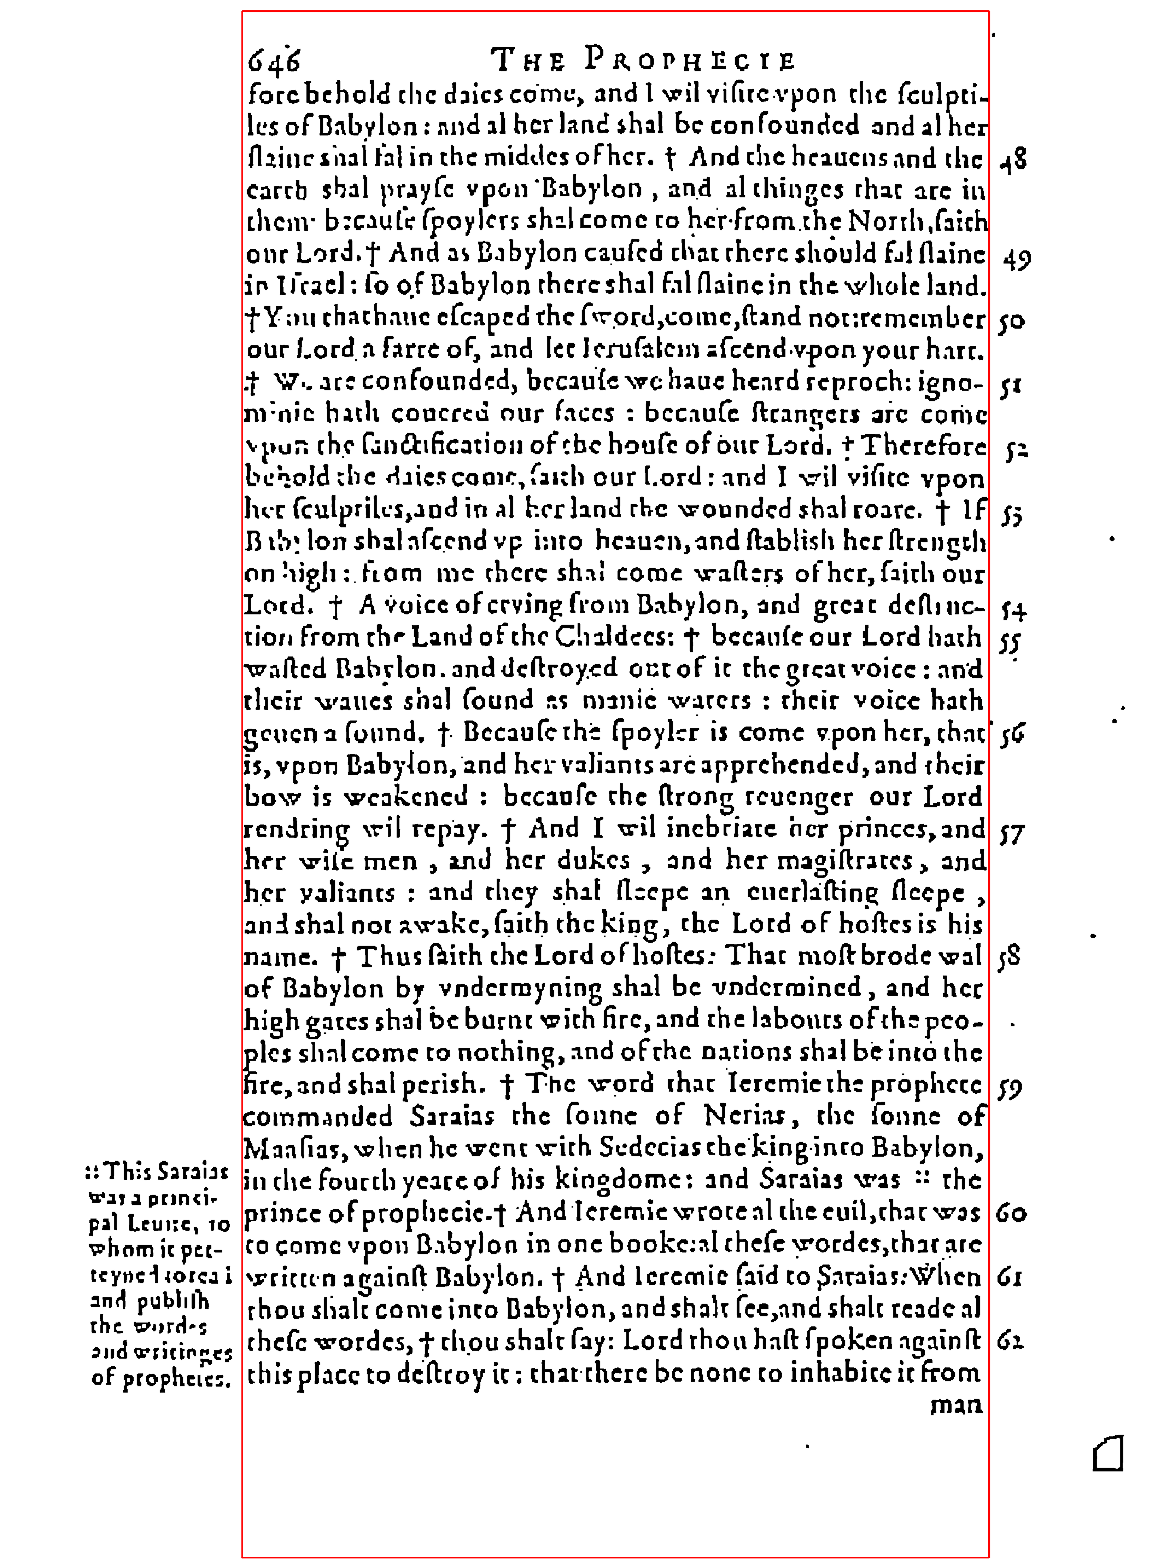 646 THE PROPHECIE
fore behold the daies come, and I wil visite vpon the ſculpti-
les of Babylon: and al her land shal be confounded and al her
ſlaine shal fal in the middes of her. † And the heauens and the 48
earth shal prayſe vpon Babylon, and al thinges that are in
them: becauſe ſpoylers shal come to her from the North, ſaith
our Lord. † And as Babylon cauſed that there should fal ſlaine 49
in Iſrael: ſo of Babylon there shal fal ſlaine in the whole land.
† You that haue eſcaped the ſword, come, ſtand not: remember 50
our Lord a farre of, and let Ieruſalem aſcend vpon your hart.
† We are confounded, becauſe we haue heard reproch: igno- 51
minie hath couered our faces: becauſe ſtrangers are come
vpon the ſanctification of the houſe of our Lord. † Therefore 52
behold the daies come, ſaith our Lord: and I wil viſite vpon
her ſculptiles, and in al her land the wounded shal roare. † If 53
Babylon shal aſcend vp into heauen, and ſtablish her ſtrength
on high: from me there shal come waſters of her, ſaith our
Lord. † A voice of crying from Babylon, and great deſtruc- 54
tion from the Land of the Chaldees: † becauſe our Lord hath 55
waſted Babylon. and deſtroyed out of it the great voice: and
their waues shal ſound as manie waters: their voice hath
geuen a ſound. † Becauſe the ſpoyler is come vpon her, that 56
is, vpon Babylon, and her valiants are apprehended, and their
bow is weakened: becauſe the ſtrong reuenger our Lord
rendring wil repay. † And I wil inebriate her princes, and 57
her wiſe men, and her dukes, and her magiſtrates, and
her valiants: and they shal ſleepe an euerlaſting ſleepe,
and shal not awake, ſaith the king, the Lord of hoſtes is his
name. † Thus ſaith the Lord of hoſtes: That moſt brode wal 58
of Babylon by vndermyning shal be vndermined, and her
high gates shal be burnt with fire, and the labours of the peo-
ples shal come to nothing, and of the nations shal be into the
fire, and shal perish. † The word that Ieremie the prophete 59
commanded Saraias the ſonne of Nerias, the ſonne of
Maaſias, when he went with Sedecias the king into Babylon,
in the fourth yeare of his kingdome: and Saraias was :: the
prince of prophecie. † And Ieremie wrote al the euil, that was 60
to come vpon Babylon in one booke: al theſe wordes, that are
written againſt Babylon. † And Ieremie ſaid to Saraias: When 61
thou shalt come into Babylon, and shalt ſee, and shalt reade al
theſe wordes, † thou shalt ſay: Lord thou haſt ſpoken againſt 62
this place to deſtroy it: that there be none to inhabite it from
man
:: This Saraias
was a princi-
pal Leuite, to
whom it per-
teyned to read
and publish
the wordes
and writinges
of prophetes.